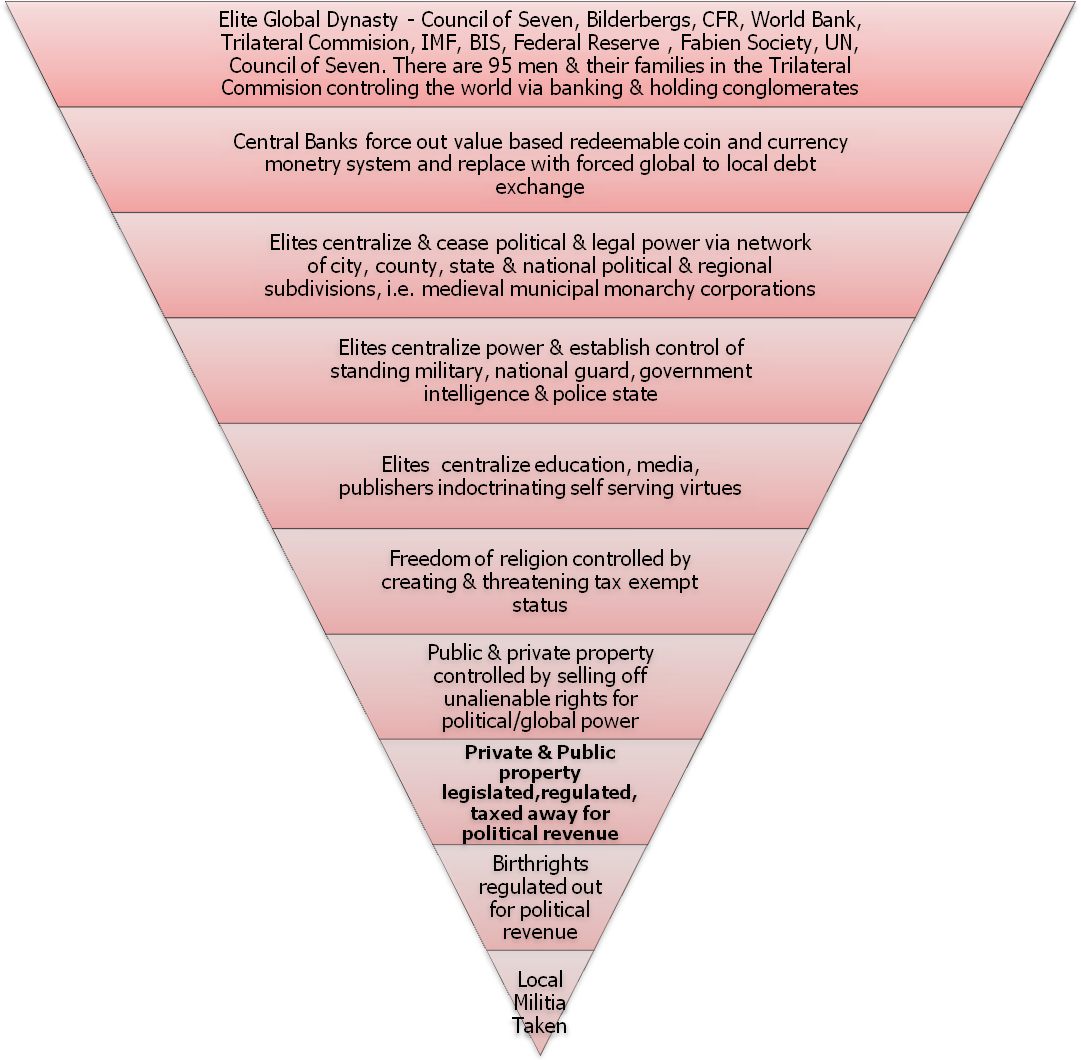 Elite Global Dynasty - Council of Seven, Bilderbergs, CFR, World Bank,
Trilateral Commision, IMF, BIS, Federal Reserve , Fabien Society, UN,
Council of Seven. There are 95 men & their families in the Trilateral
Commision controling the world via banking & holding conglomerates
Central Banks force out value based redeemable coin and currency
monetry system and replace with forced global to local debt
exchange
Elites centralize & cease political & legal power via network
of city, county, state & national political & regional
subdivisions, i.e. medieval municipal monarchy corporations
Elites centralize power & establish control of
standing military, national guard, government
intelligence & police state
Elites centralize education, media,
publishers indoctrinating self serving virtues
Freedom of religion controlled by
creating & threatening tax exempt
status
Public & private property
controlled by selling off
unalienable rights for
political/global power
Private & Public
property
legislated,regulated,
taxed away for
political revenue
Birthrights
regulated out
for political
revenue
Local
Militia
Taken